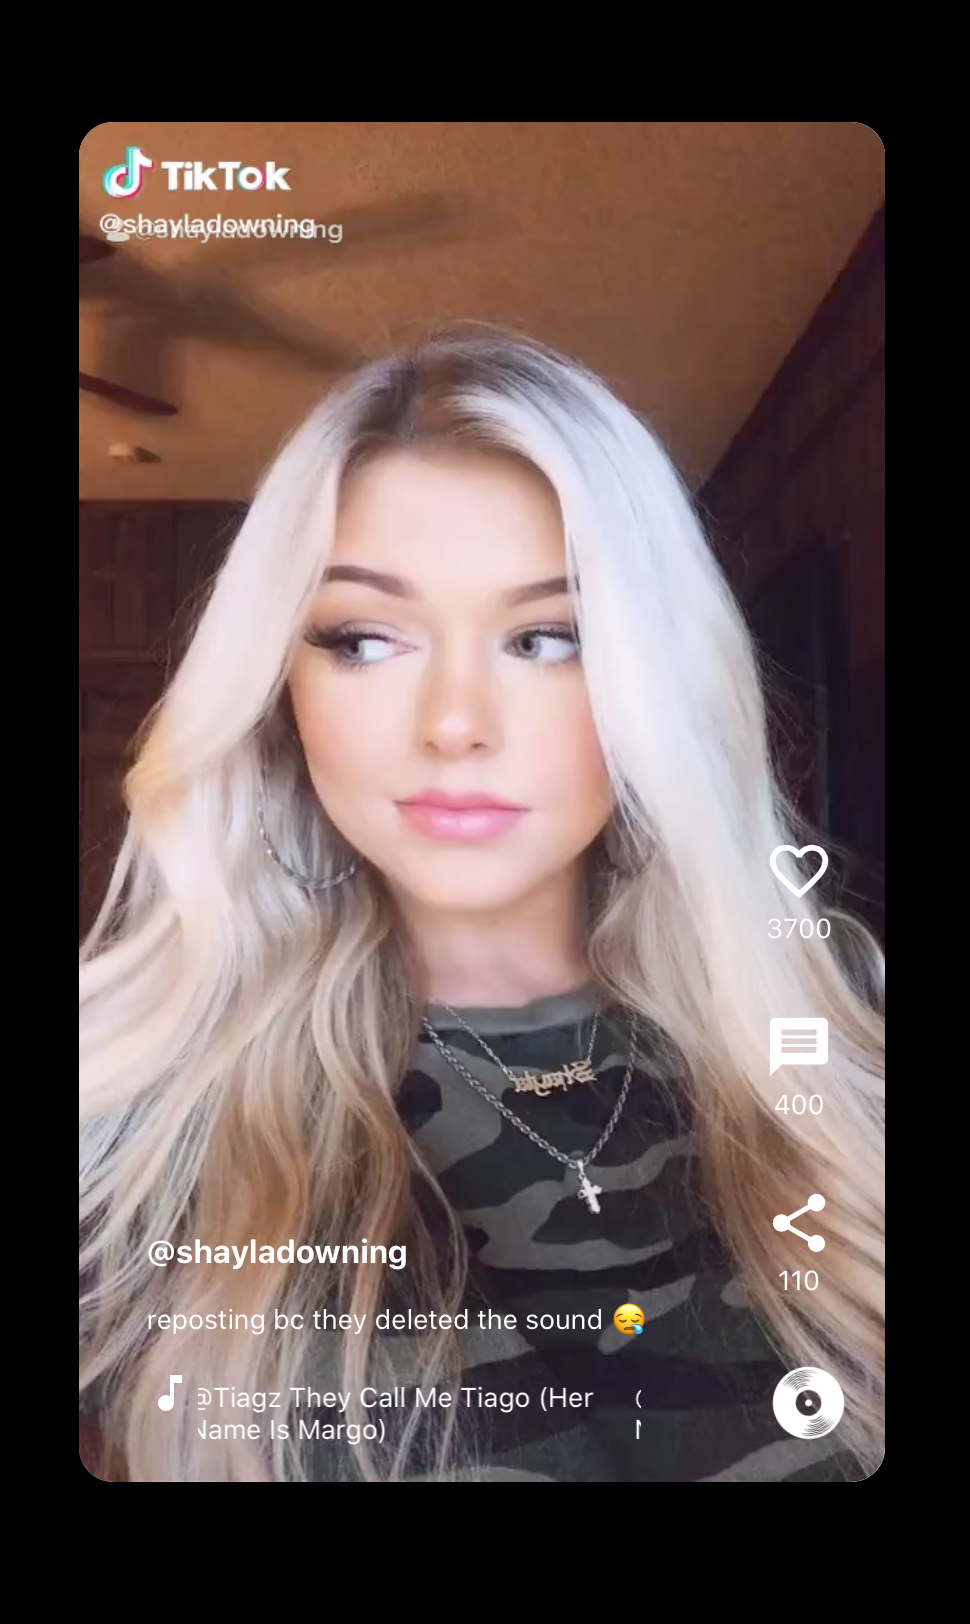 TikTok
@shayladowning
@shayladowning
3700
400
110
@shayladowning
reposting bc they deleted the sound 😪
@Tiagz They Call Me Tiago (Her
Name Is Margo)